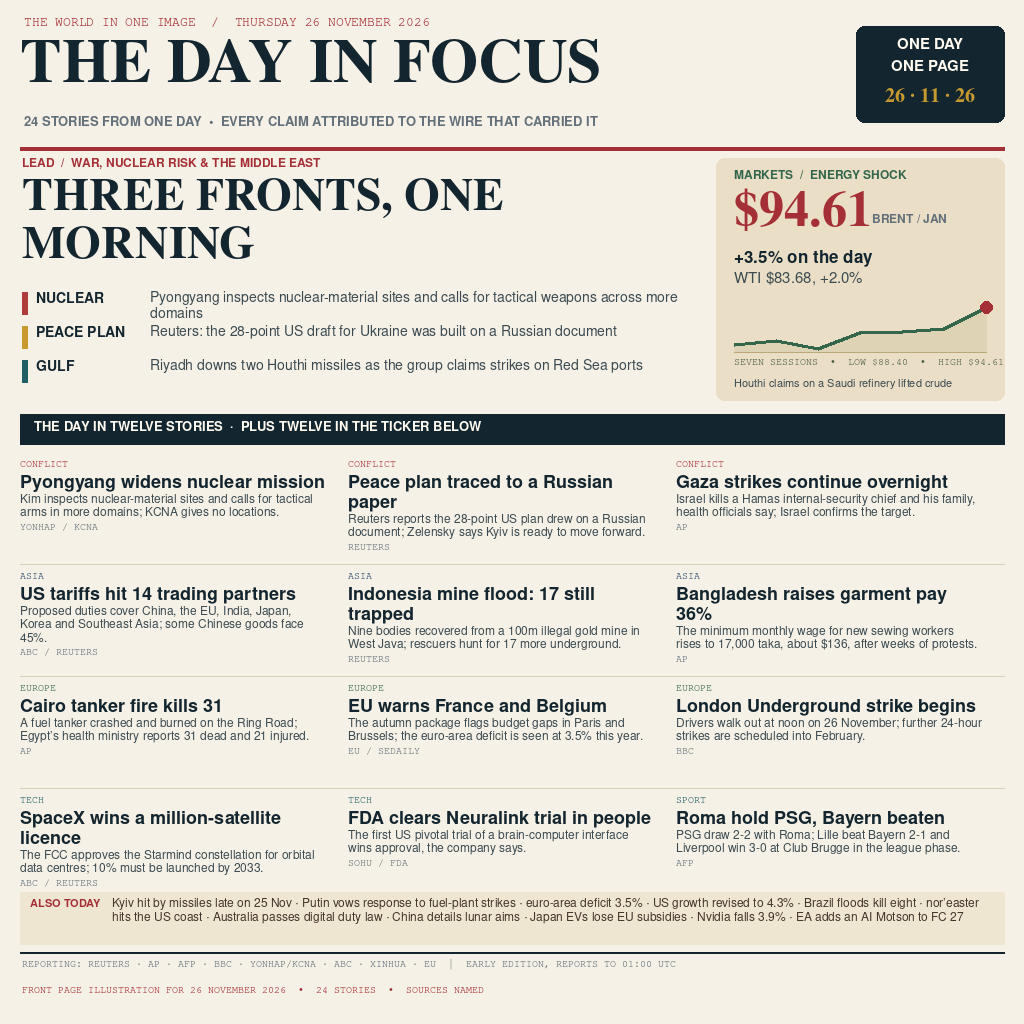 THE WORLD IN ONE IMAGE / THURSDAY 26 NOVEMBER 2026
THE DAY IN FOCUS
24 STORIES FROM ONE DAY • EVERY CLAIM ATTRIBUTED TO THE WIRE THAT CARRIED IT
ONE DAY
ONE PAGE
26 · 11 · 26
LEAD / WAR, NUCLEAR RISK & THE MIDDLE EAST
THREE FRONTS, ONE
MORNING
NUCLEAR
Pyongyang inspects nuclear-material sites and calls for tactical weapons across more
domains
PEACE PLAN
Reuters: the 28-point US draft for Ukraine was built on a Russian document
GULF
Riyadh downs two Houthi missiles as the group claims strikes on Red Sea ports
MARKETS / ENERGY SHOCK
$94.61 BRENT / JAN
+3.5% on the day
WTI $83.68, +2.0%
SEVEN SESSIONS • LOW $88.40 • HIGH $94.61
Houthi claims on a Saudi refinery lifted crude
THE DAY IN TWELVE STORIES · PLUS TWELVE IN THE TICKER BELOW
CONFLICT
Pyongyang widens nuclear mission
Kim inspects nuclear-material sites and calls for tactical
arms in more domains; KCNA gives no locations.
YONHAP / KCNA
CONFLICT
Peace plan traced to a Russian
paper
Reuters reports the 28-point US plan drew on a Russian
document; Zelensky says Kyiv is ready to move forward.
REUTERS
CONFLICT
Gaza strikes continue overnight
Israel kills a Hamas internal-security chief and his family,
health officials say; Israel confirms the target.
AP
ASIA
US tariffs hit 14 trading partners
Proposed duties cover China, the EU, India, Japan,
Korea and Southeast Asia; some Chinese goods face
45%.
ABC / REUTERS
ASIA
Indonesia mine flood: 17 still
trapped
Nine bodies recovered from a 100m illegal gold mine in
West Java; rescuers hunt for 17 more underground.
REUTERS
ASIA
Bangladesh raises garment pay
36%
The minimum monthly wage for new sewing workers
rises to 17,000 taka, about $136, after weeks of protests.
AP
EUROPE
Cairo tanker fire kills 31
A fuel tanker crashed and burned on the Ring Road;
Egypt's health ministry reports 31 dead and 21 injured.
AP
EUROPE
EU warns France and Belgium
The autumn package flags budget gaps in Paris and
Brussels; the euro-area deficit is seen at 3.5% this year.
EU / SEDAILY
EUROPE
London Underground strike begins
Drivers walk out at noon on 26 November; further 24-hour
strikes are scheduled into February.
BBC
TECH
SpaceX wins a million-satellite
licence
The FCC approves the Starmind constellation for orbital
data centres; 10% must be launched by 2033.
ABC / REUTERS
TECH
FDA clears Neuralink trial in people
The first US pivotal trial of a brain-computer interface
wins approval, the company says.
SOHU / FDA
SPORT
Roma hold PSG, Bayern beaten
PSG draw 2-2 with Roma; Lille beat Bayern 2-1 and
Liverpool win 3-0 at Club Brugge in the league phase.
AFP
ALSO TODAY
Kyiv hit by missiles late on 25 Nov · Putin vows response to fuel-plant strikes · euro-area deficit 3.5% · US growth revised to 4.3% · Brazil floods kill eight · nor'easter
hits the US coast · Australia passes digital duty law · China details lunar aims · Japan EVs lose EU subsidies · Nvidia falls 3.9% · EA adds an AI Motson to FC 27
REPORTING: REUTERS · AP · AFP · BBC · YONHAP/KCNA · ABC · XINHUA · EU | EARLY EDITION, REPORTS TO 01:00 UTC
FRONT PAGE ILLUSTRATION FOR 26 NOVEMBER 2026 • 24 STORIES • SOURCES NAMED